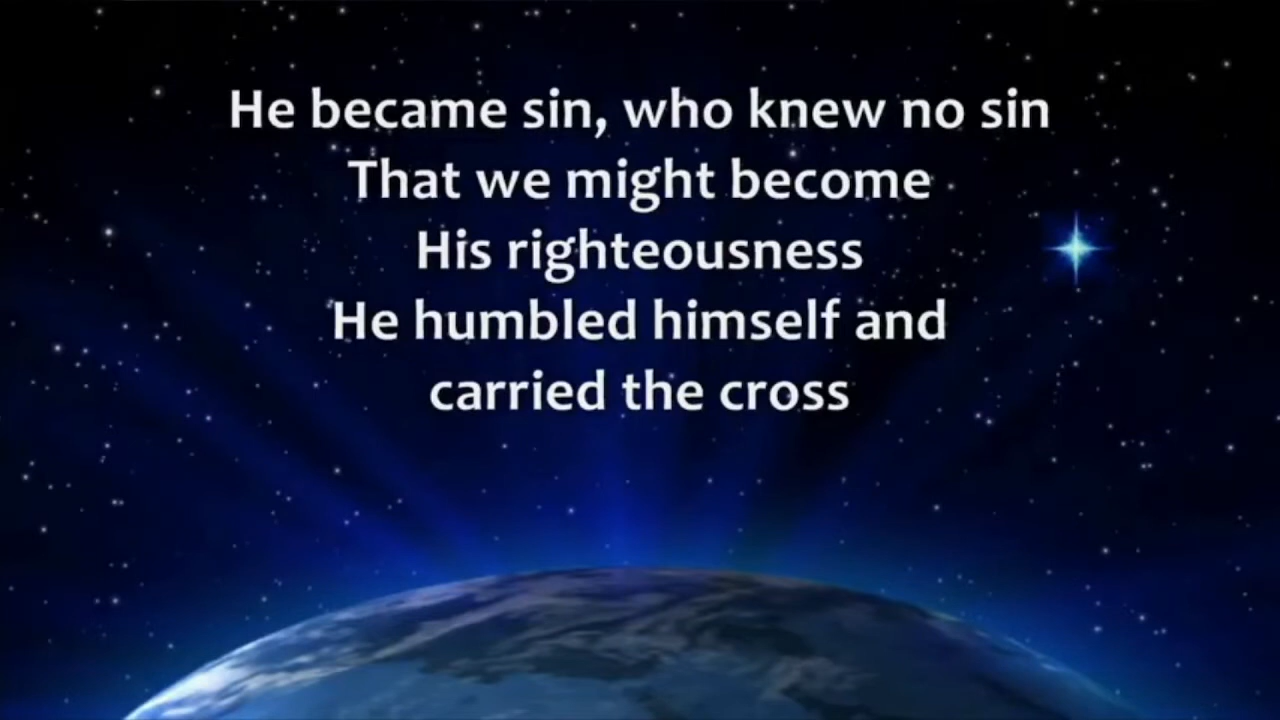 He became sin, who knew no sin
That we might become
His righteousness
He humbled himself and
carried the cross